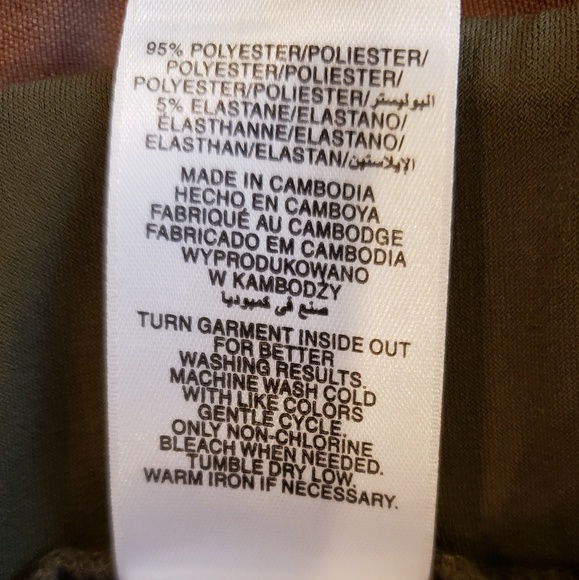 95% POLYESTER/POLIESTER/
POLYESTER/POLIESTER/
POLYESTER/POLIESTER/البوليستر
5% ELASTANE/ELASTANO/
ÉLASTHANNE/ELASTANO/
ELASTHAN/ELASTAN/الإيلاستين
MADE IN CAMBODIA
HECHO EN CAMBOYA
FABRIQUÉ AU CAMBODGE
FABRICADO EM CAMBODIA
WYPRODUKOWANO
W KAMBODŻY
صنع في كمبوديا
TURN GARMENT INSIDE OUT
FOR BETTER
WASHING RESULTS.
MACHINE WASH COLD
WITH LIKE COLORS
GENTLE CYCLE.
ONLY NON-CHLORINE
BLEACH WHEN NEEDED.
TUMBLE DRY LOW.
WARM IRON IF NECESSARY.